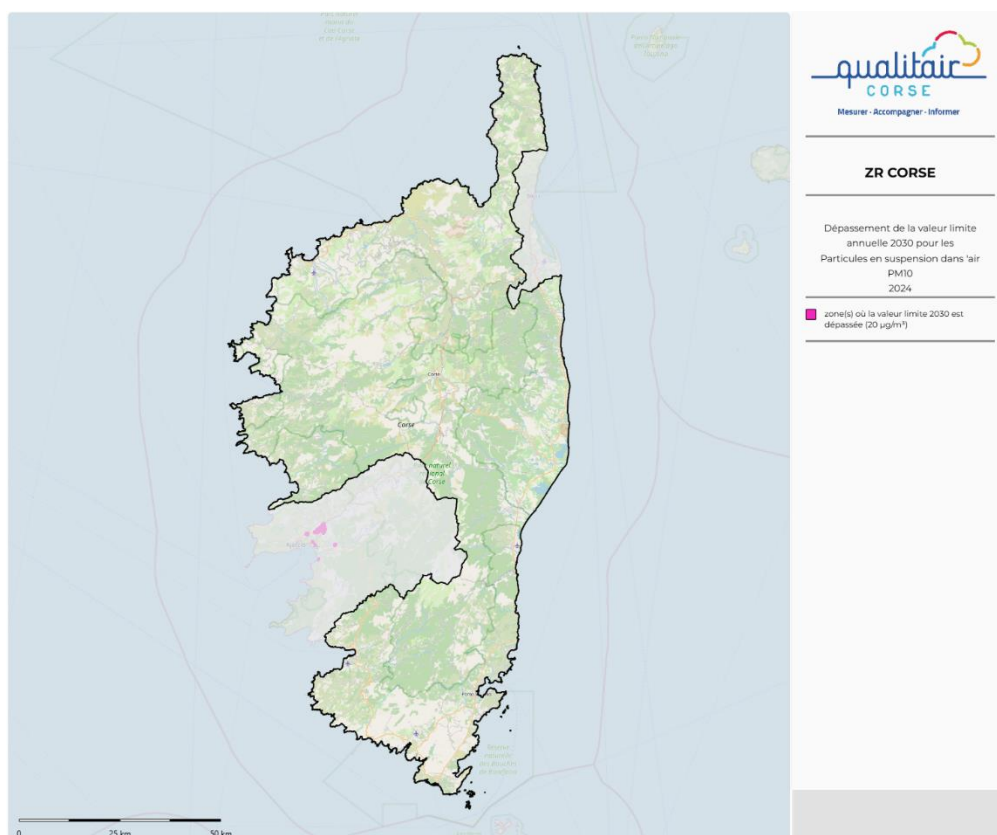 qualitair
CORSE
Mesurer - Accompagner - Informer
ZR CORSE
Dépassement de la valeur limite
annuelle 2030 pour les
Particules en suspension dans 'air
PM10
2024
zone(s) où la valeur limite 2030 est
dépassée (20 µg/m³)
Corte
Corse
0 25 km 50 km